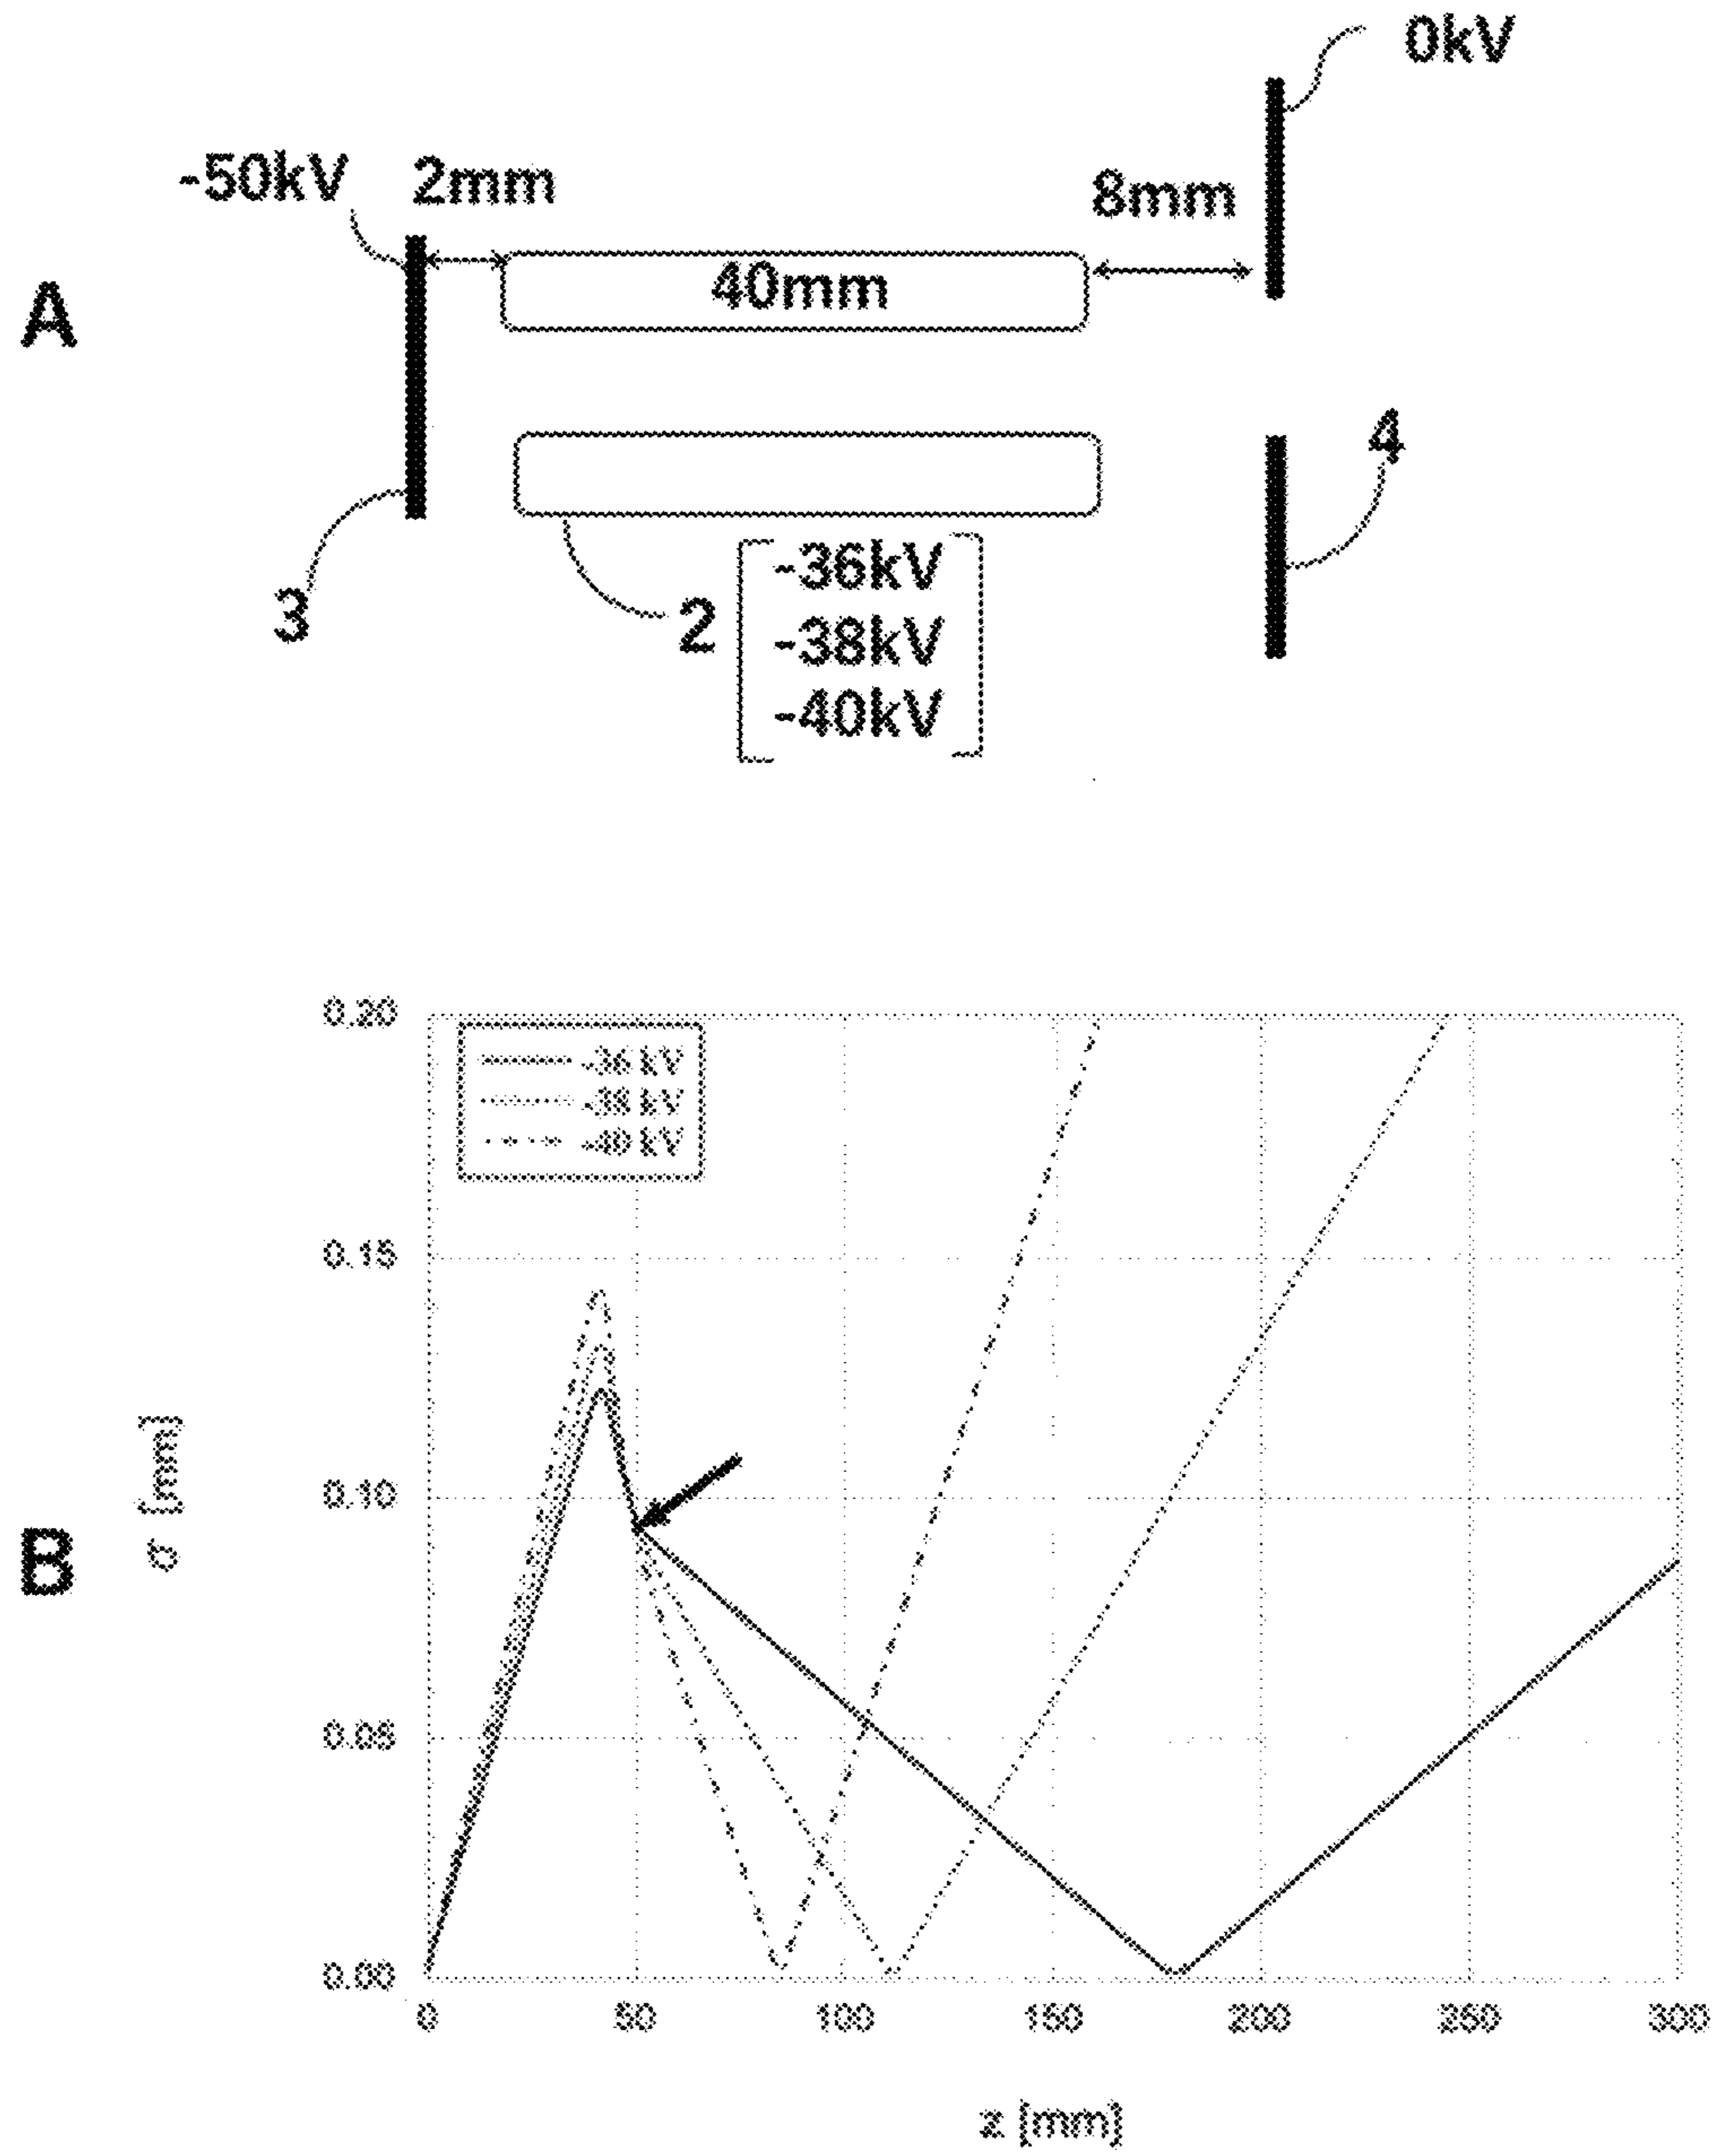 0kV
-50kV 2mm
8mm
40mm
A
4
3
2
-36kV
-38kV
-40kV
0.20
-36 kV
-38 kV
-40 kV
0.15
0.10
0.05
0.00
σ [mm]
B
0 50 100 150 200 250 300
z [mm]